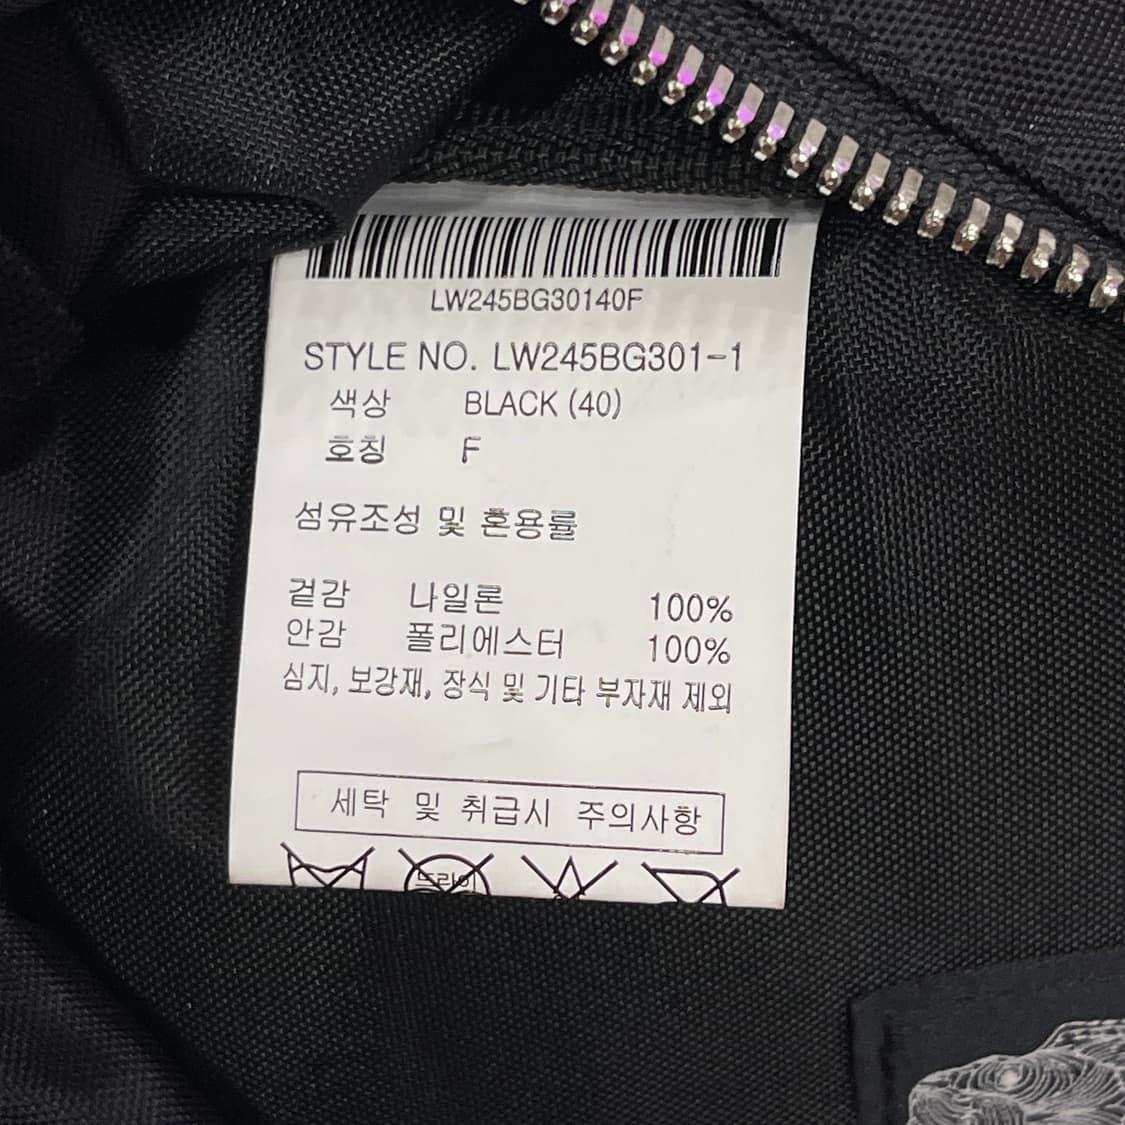 LW245BG30140F
STYLE NO. LW245BG301-1
색상 BLACK (40)
호칭 F
섬유조성 및 혼용률
겉감 나일론 100%
안감 폴리에스터 100%
심지, 보강재, 장식 및 기타 부자재 제외
세탁 및 취급시 주의사항
드라이